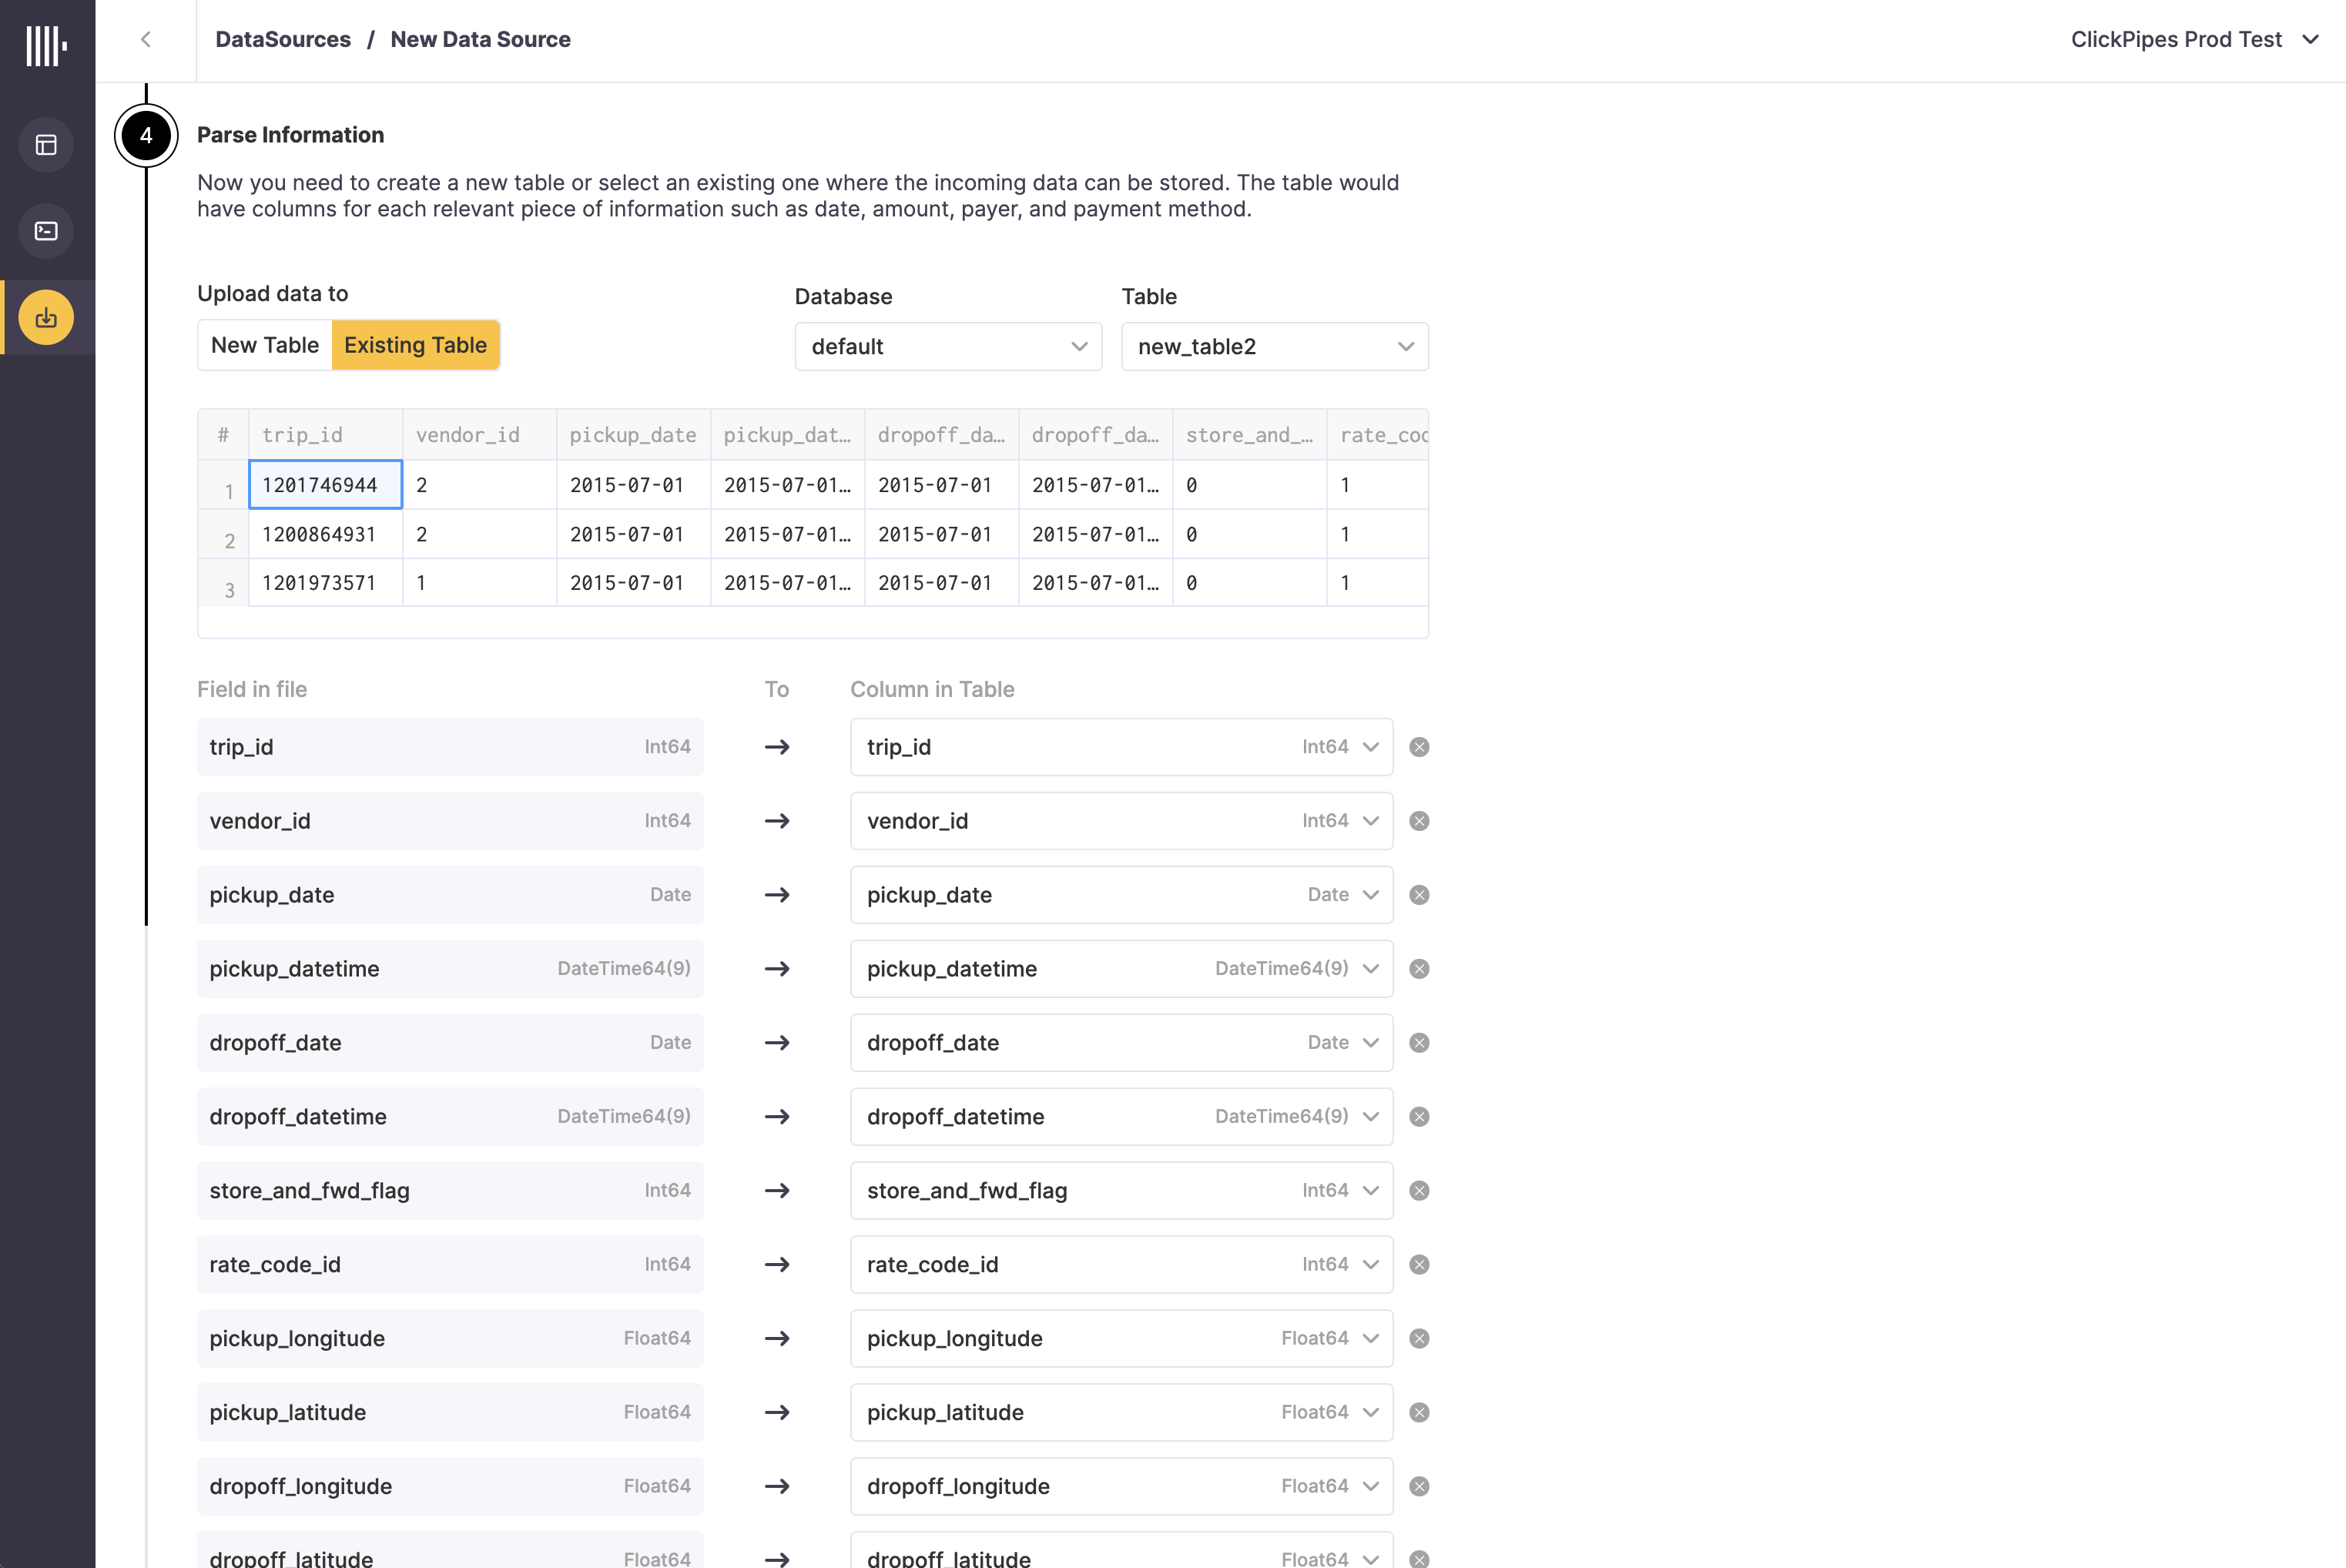 DataSources / New Data Source
ClickPipes Prod Test
4
Parse Information
Now you need to create a new table or select an existing one where the incoming data can be stored. The table would
have columns for each relevant piece of information such as date, amount, payer, and payment method.
Upload data to
Database
Table
New Table Existing Table
default
new_table2
# trip_id vendor_id pickup_date pickup_dat… dropoff_da… dropoff_da… store_and_… rate_coc
1 1201746944 2 2015-07-01 2015-07-01… 2015-07-01 2015-07-01… 0 1
2 1200864931 2 2015-07-01 2015-07-01… 2015-07-01 2015-07-01… 0 1
3 1201973571 1 2015-07-01 2015-07-01… 2015-07-01 2015-07-01… 0 1
Field in file To Column in Table
trip_id Int64 → trip_id Int64
vendor_id Int64 → vendor_id Int64
pickup_date Date → pickup_date Date
pickup_datetime DateTime64(9) → pickup_datetime DateTime64(9)
dropoff_date Date → dropoff_date Date
dropoff_datetime DateTime64(9) → dropoff_datetime DateTime64(9)
store_and_fwd_flag Int64 → store_and_fwd_flag Int64
rate_code_id Int64 → rate_code_id Int64
pickup_longitude Float64 → pickup_longitude Float64
pickup_latitude Float64 → pickup_latitude Float64
dropoff_longitude Float64 → dropoff_longitude Float64
dropoff_latitude Float64 → dropoff_latitude Float64